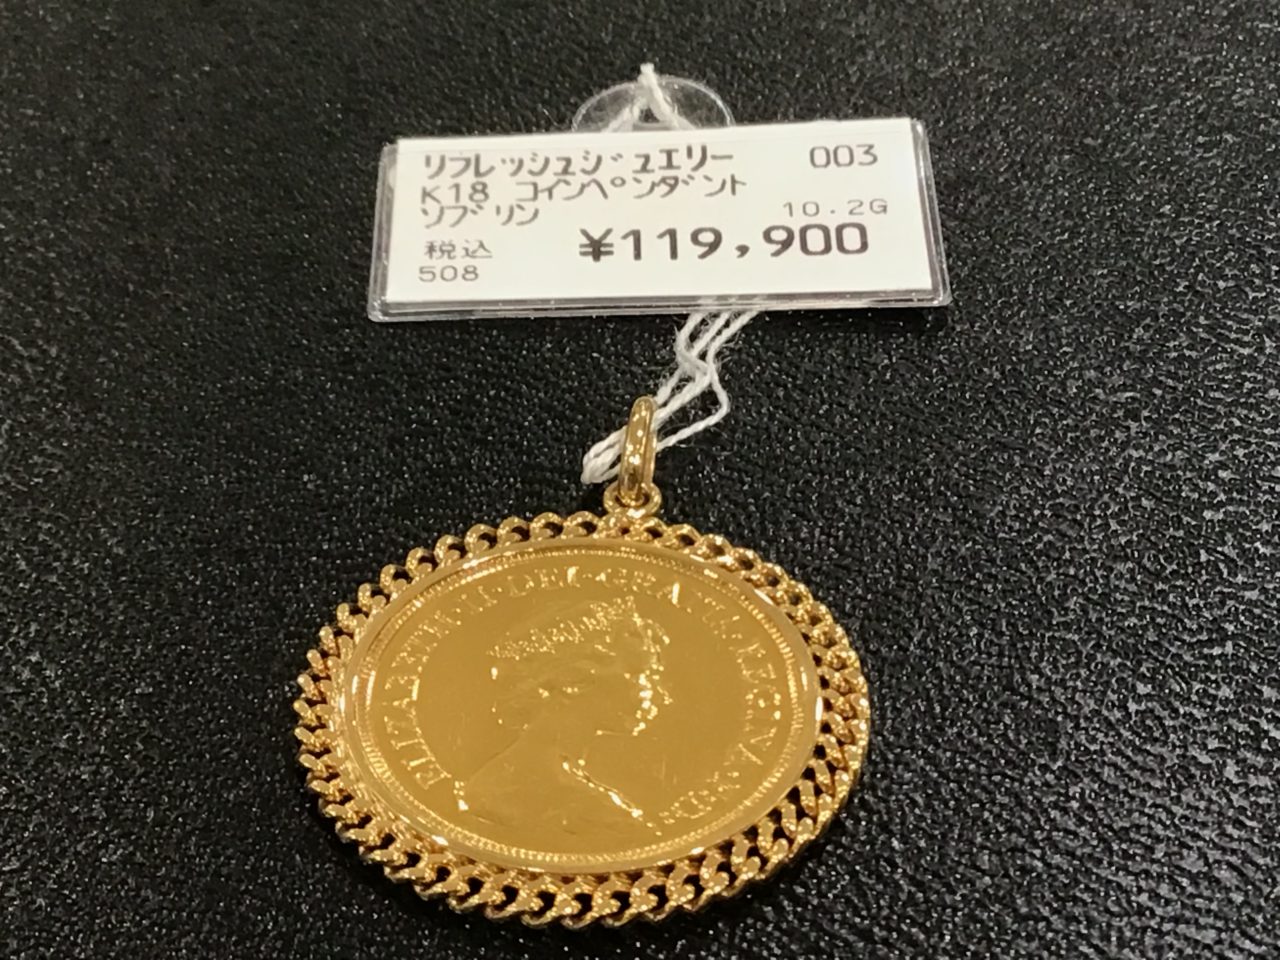 リフレッシュジュエリー 003
K18 コインペンダント
ソブリン 10.2G
税込 ¥119,900
508
ELIZABETH·II·DEI·GRATIA·REGINA·F:D: